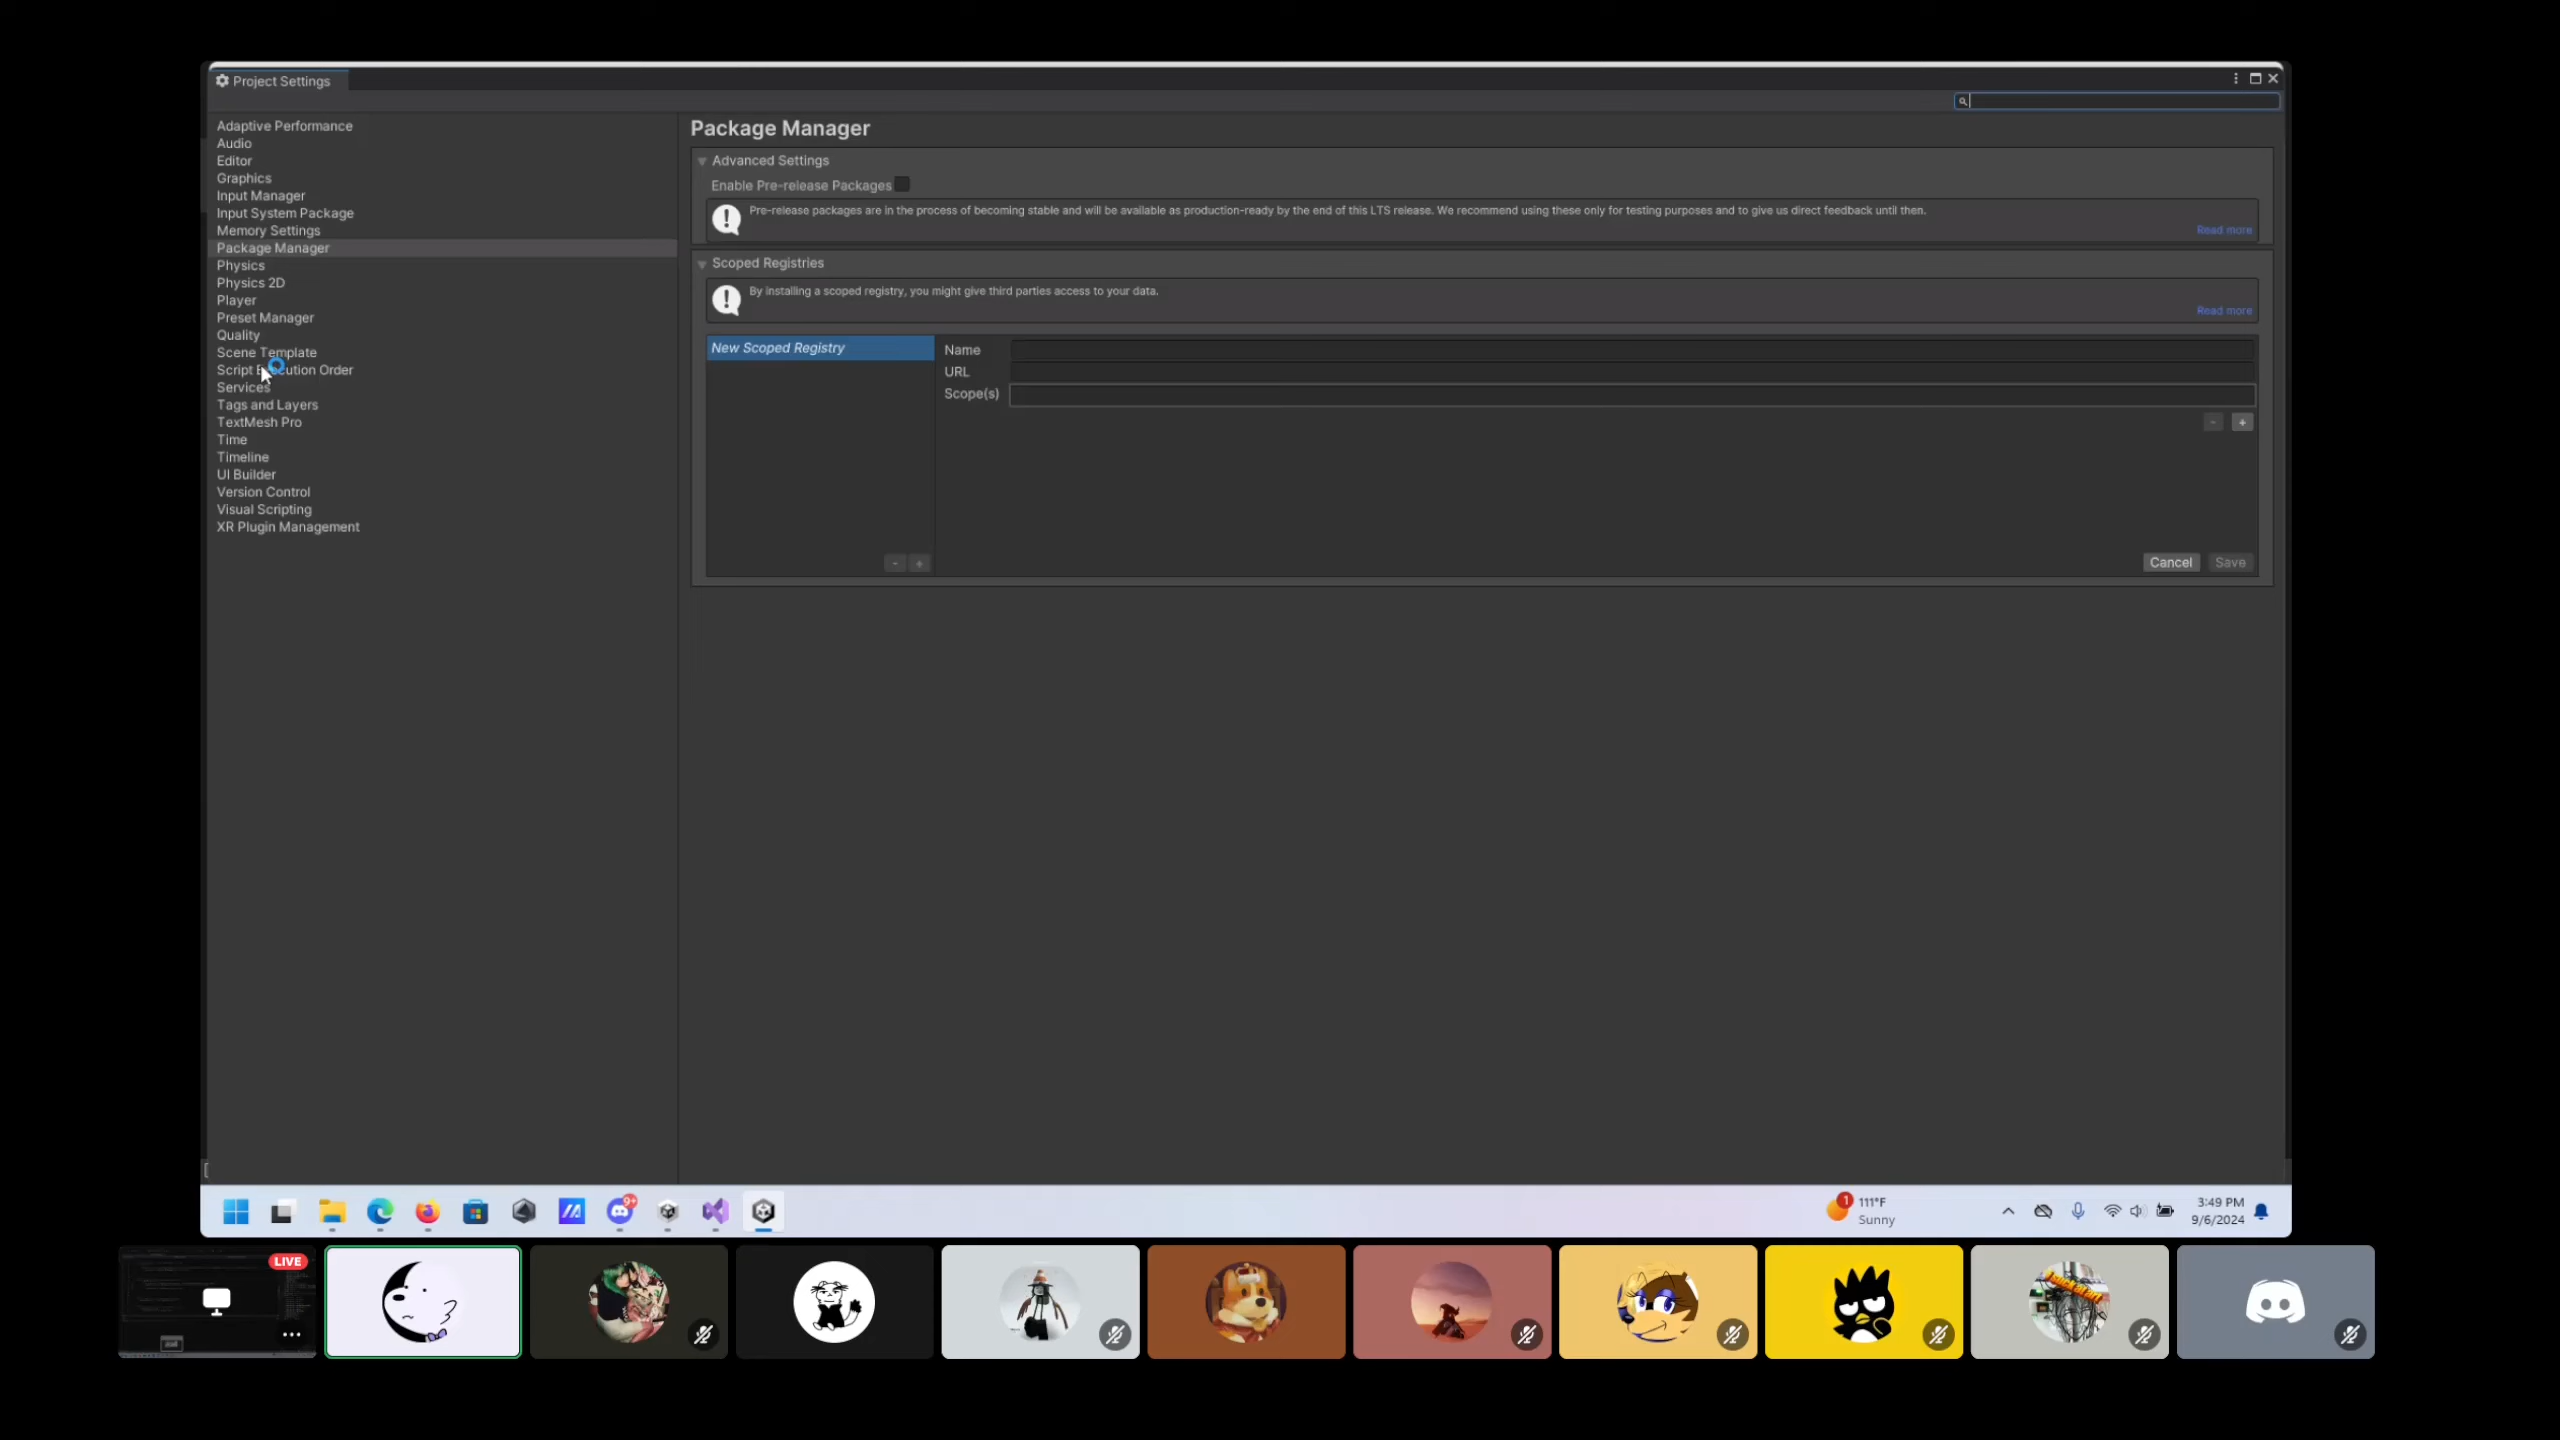 Project Settings
Adaptive Performance
Audio
Editor
Graphics
Input Manager
Input System Package
Memory Settings
Package Manager
Physics
Physics 2D
Player
Preset Manager
Quality
Scene Template
Script Execution Order
Services
Tags and Layers
TextMesh Pro
Time
Timeline
UI Builder
Version Control
Visual Scripting
XR Plugin Management
Package Manager
Advanced Settings
Enable Pre-release Packages
Pre-release packages are in the process of becoming stable and will be available as production-ready by the end of this LTS release. We recommend using these only for testing purposes and to give us direct feedback until then.
Read more
Scoped Registries
By installing a scoped registry, you might give third parties access to your data.
Read more
New Scoped Registry
Name
URL
Scope(s)
- +
- +
Cancel Save
[
9+
1
111°F
Sunny
3:49 PM
9/6/2024
LIVE